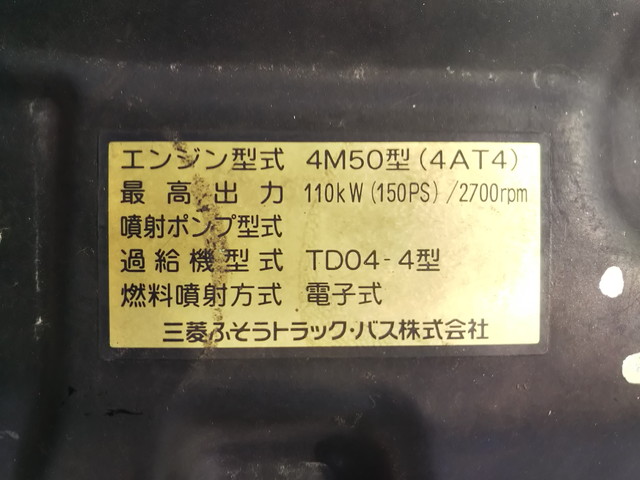 エンジン型式 4M50型(4AT4)
最高出力 110kW(150PS)/2700rpm
噴射ポンプ型式
過給機型式 TD04-4型
燃料噴射方式 電子式
三菱ふそうトラック・バス株式会社